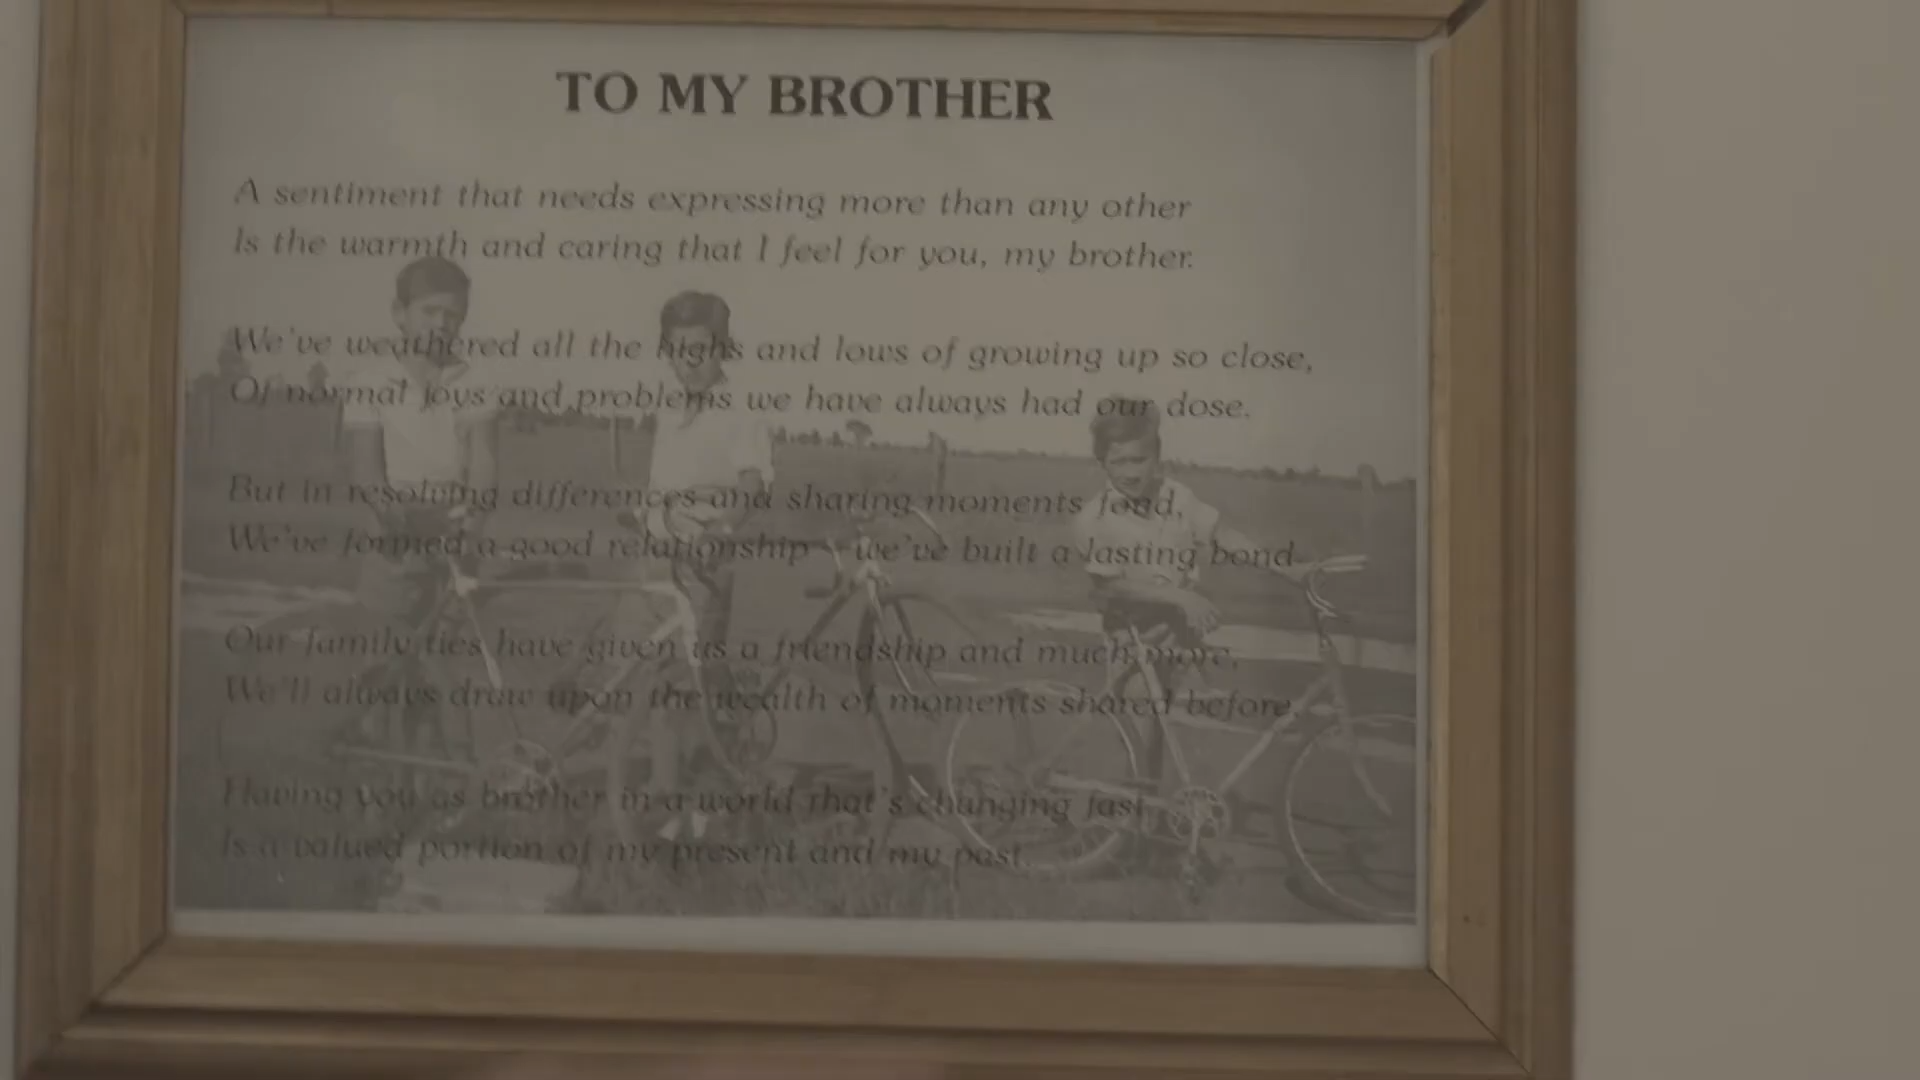 TO MY BROTHER
A sentiment that needs expressing more than any other
Is the warmth and caring that I feel for you, my brother.
We've weathered all the highs and lows of growing up so close,
Of normal joys and problems we have always had our dose.
But in resolving differences and sharing moments fond,
We've formed a good relationship - we've built a lasting bond.
Our family ties have given us a friendship and much more,
We'll always draw upon the wealth of moments shared before.
Having you as brother in a world that's changing fast
Is a valued portion of my present and my past.